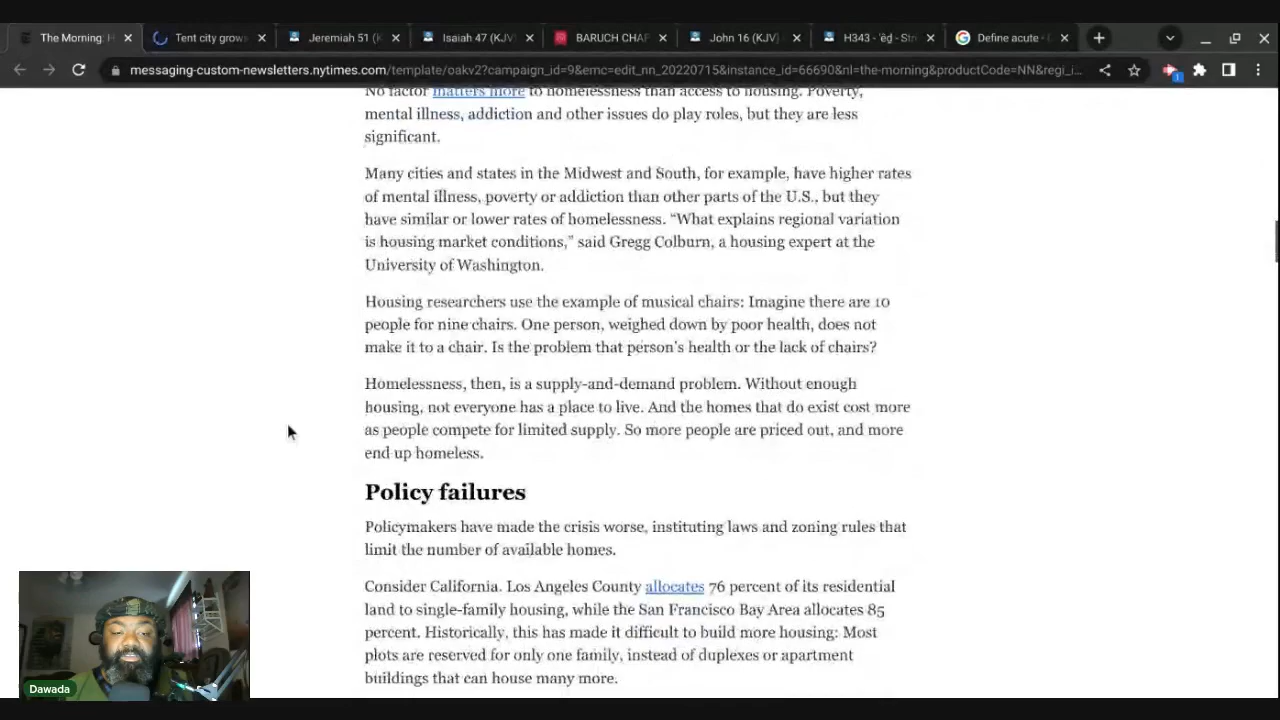 The Morning: H
Tent city grow
Jeremiah 51 (K
Isaiah 47 (KJV)
BARUCH CHAP
John 16 (KJV)
H343 - 'ēḏ - Str
Define acute -
messaging-custom-newsletters.nytimes.com/template/oaky2?campaign_id=9&emc=edit_nn_20220715&instance_id=66690&nl=the-morning&productCode=NN&regi_i...
1
No factor matters more to homelessness than access to housing. Poverty,
mental illness, addiction and other issues do play roles, but they are less
significant.
Many cities and states in the Midwest and South, for example, have higher rates
of mental illness, poverty or addiction than other parts of the U.S., but they
have similar or lower rates of homelessness. “What explains regional variation
is housing market conditions,” said Gregg Colburn, a housing expert at the
University of Washington.
Housing researchers use the example of musical chairs: Imagine there are 10
people for nine chairs. One person, weighed down by poor health, does not
make it to a chair. Is the problem that person’s health or the lack of chairs?
Homelessness, then, is a supply-and-demand problem. Without enough
housing, not everyone has a place to live. And the homes that do exist cost more
as people compete for limited supply. So more people are priced out, and more
end up homeless.
Policy failures
Policymakers have made the crisis worse, instituting laws and zoning rules that
limit the number of available homes.
Consider California. Los Angeles County allocates 76 percent of its residential
land to single-family housing, while the San Francisco Bay Area allocates 85
percent. Historically, this has made it difficult to build more housing: Most
plots are reserved for only one family, instead of duplexes or apartment
buildings that can house many more.
Dawada